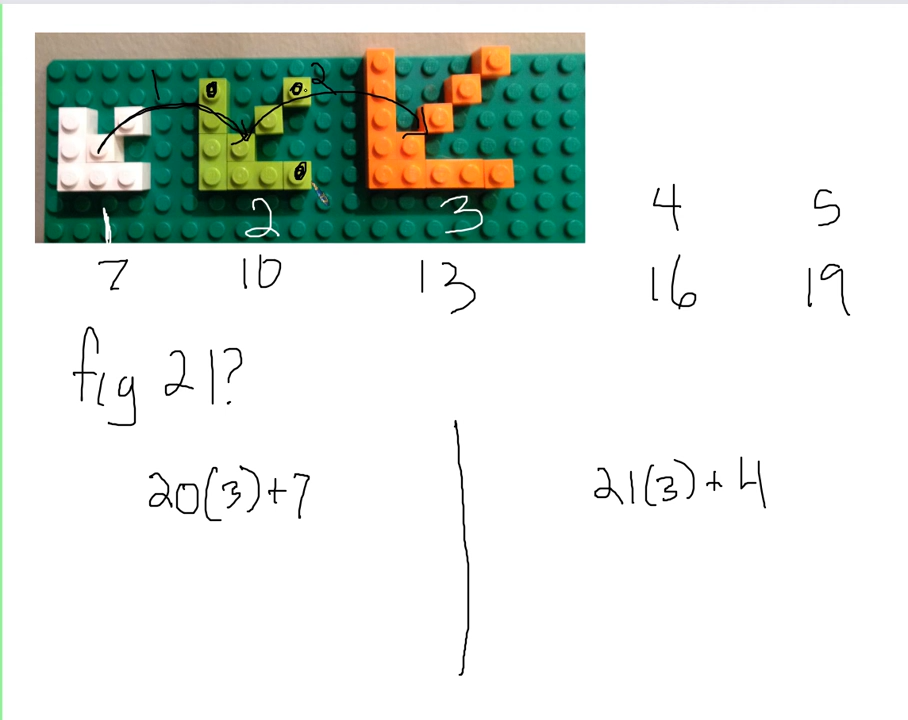 1 2
1 2 3 4 5
7 10 13 16 19
fig 21?
20(3)+7 21(3)+4